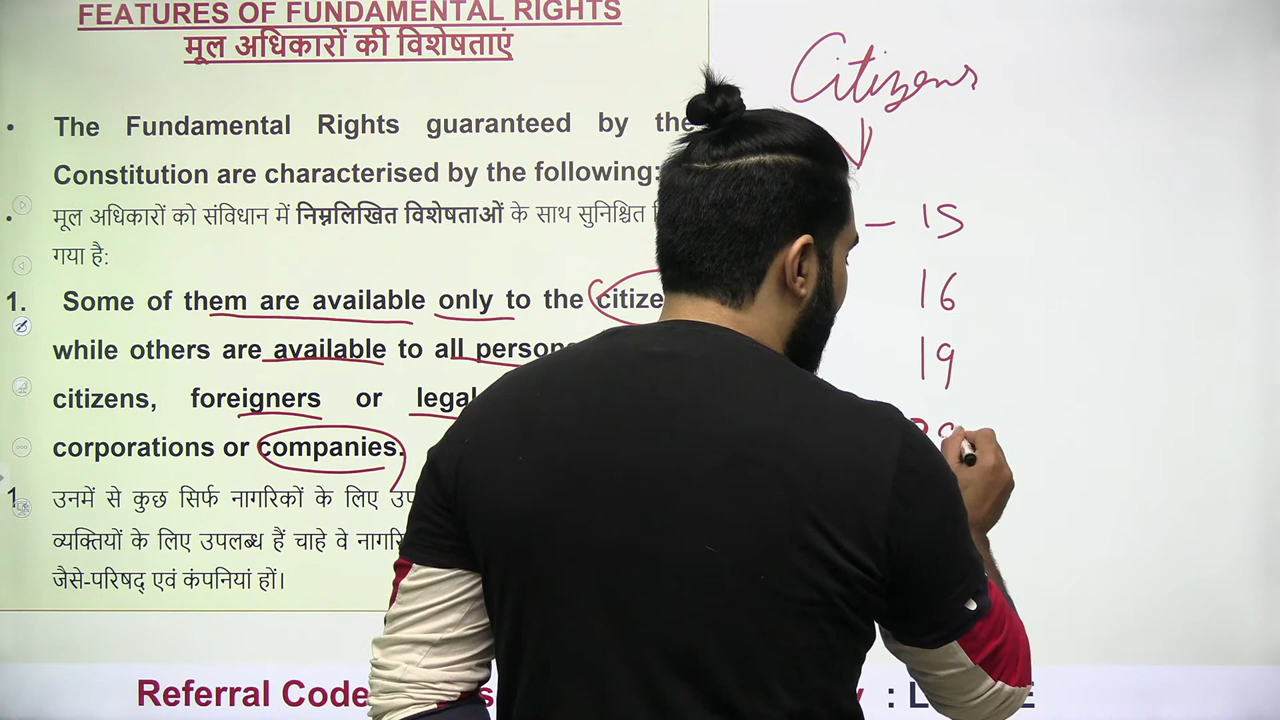 FEATURES OF FUNDAMENTAL RIGHTS
मूल अधिकारों की विशेषताएं
Citizens
• The Fundamental Rights guaranteed by the
Constitution are characterised by the following:
• मूल अधिकारों को संविधान में निम्नलिखित विशेषताओं के साथ सुनिश्चित
गया है:
– 15
16
19
1. Some of them are available only to the citize
while others are available to all person
citizens, foreigners or legal
corporations or companies.
1 उनमें से कुछ सिर्फ नागरिकों के लिए
व्यक्तियों के लिए उपलब्ध हैं चाहे वे
जैसे-परिषद् एवं कंपनियां हों।
Referral Code